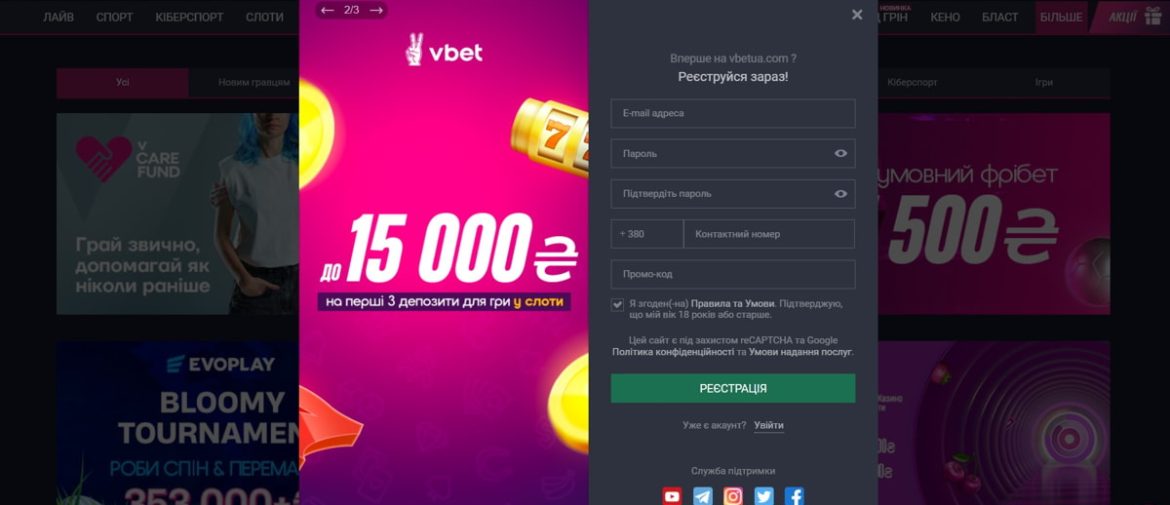 ЛАЙВ СПОРТ КІБЕРСПОРТ СЛОТИ
НОВИНКА
ГРІН КЕНО БЛАСТ БІЛЬШЕ АКЦІЇ
Усі Новим гравцям Кіберспорт Ігри
V
CARE
FUND
Грай звично,
допомагай як
ніколи раніше
EVOPLAY
BLOOMY
TOURNAMEN
РОБИ СПІН & ПЕРЕМА
353 000+
2/3
vbet
ДО 15 000 ₴
на перші 3 депозити для гри у слоти
×
Вперше на vbetua.com ?
Реєструйся зараз!
E-mail адреса
Пароль
Підтвердіть пароль
+ 380 Контактний номер
Промо-код
Я згоден(-на) Правила та Умови. Підтверджую,
що мій вік 18 років або старше.
Цей сайт є під захистом reCAPTCHA та Google
Політика конфіденційності та Умови надання послуг.
РЕЄСТРАЦІЯ
Уже є акаунт? Увійти
Служба підтримки
умовний фрібет
500₴